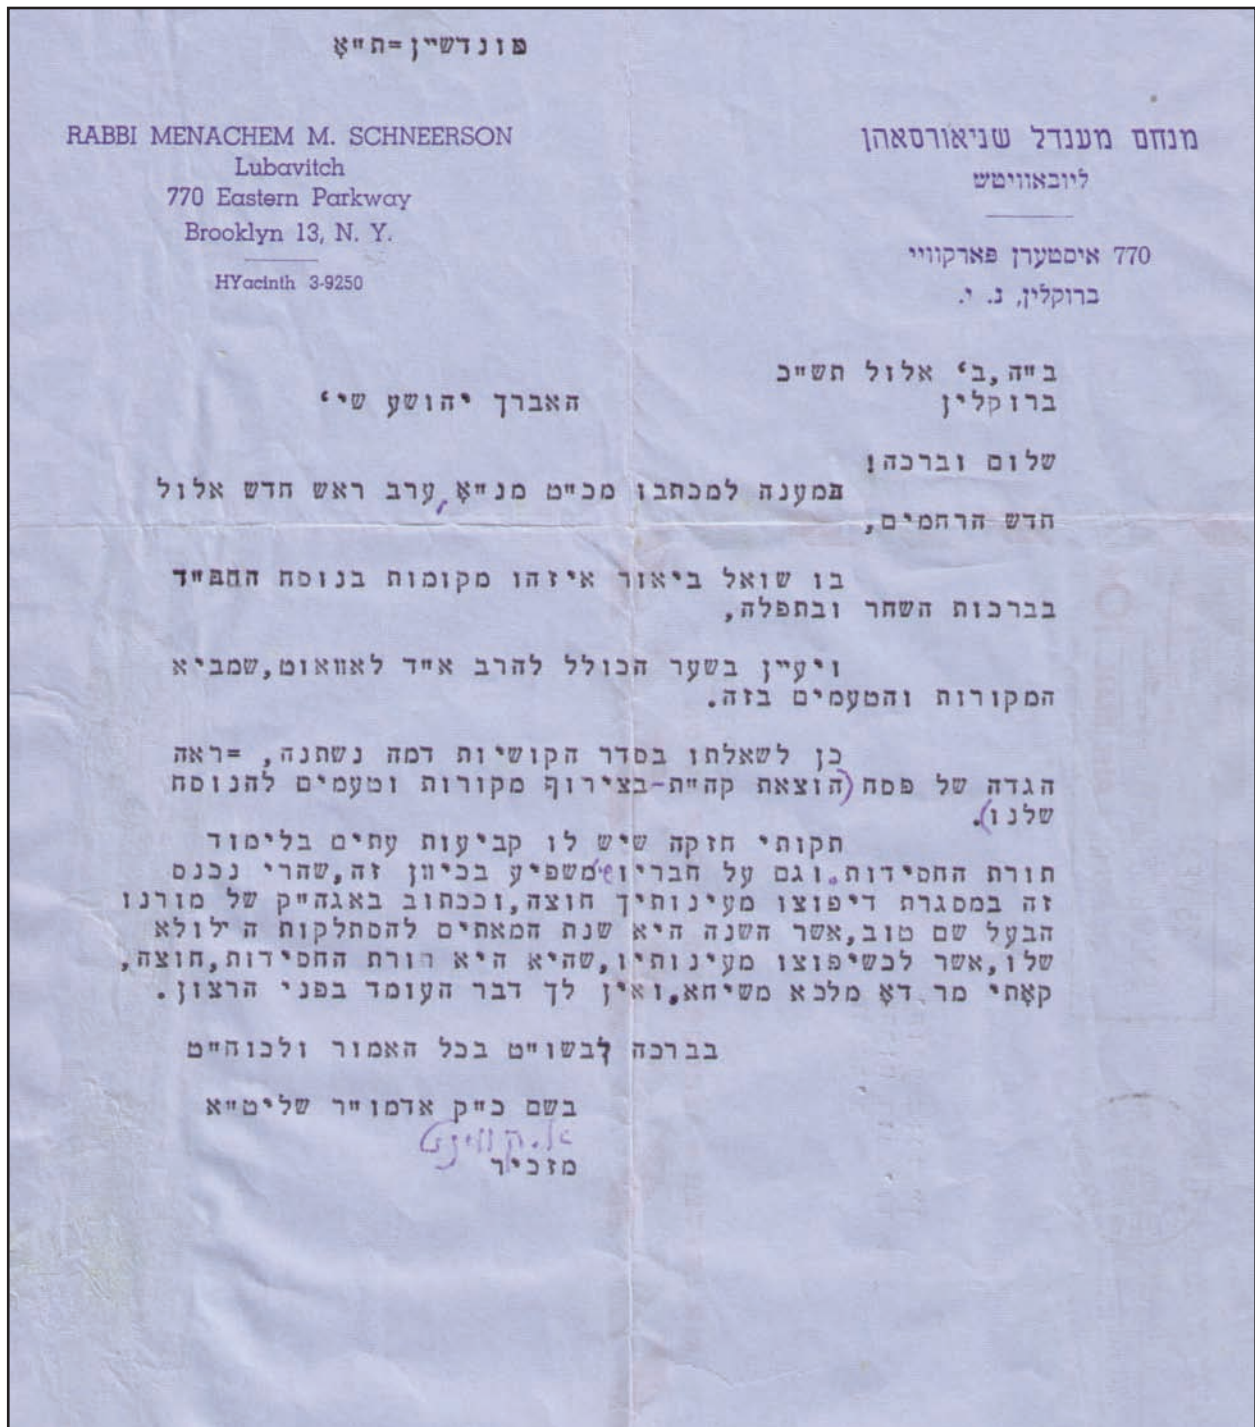 מונדשיין=ת"א
RABBI MENACHEM M. SCHNEERSON
Lubavitch
770 Eastern Parkway
Brooklyn 13, N. Y.
HYacinth 3-9250
מנחם מענדל שניאורסאהן
ליובאוויטש
770 איסטערן פארקוויי
ברוקלין, נ. י.
ב"ה, ב' אלול תש"כ
ברוקלין
האברך יהושע שי'
שלום וברכה!
במענה למכתבו מכ"ט מנ"א, ערב ראש חדש אלול
חדש הרחמים,
בו שואל ביאור איזהו מקומות בנוסח החב"ד
בברכות השחר ובתפלה,
ויעיין בשער הכולל להרב א"ד לאוואוט, שמביא
המקורות והטעמים בזה.
כן לשאלתו בסדר הקושיות דמה נשתנה, =ראה
הגדה של פסח (הוצאת קה"ת-בצירוף מקורות וטעמים להנוסח
שלנו).
תקותי חזקה שיש לו קביעות עתים בלימוד
תורת החסידות. וגם על חבריו משפיע בכיוון זה, שהרי נכנס
זה במסגרת דיפוצו מעינותיך חוצה, וככתוב באגה"ק של מורנו
הבעל שם טוב, אשר השנה היא שנת המאתים להסתלקות הילולא
שלו, אשר לכשיפוצו מעינותיו, שהיא היא תורת החסידות, חוצה,
קאתי מר דא מלכא משיחא, ואין לך דבר העומד בפני הרצון.
בברכה לבשו"ט בכל האמור ולכוח"ט
בשם כ"ק אדמו"ר שליט"א
מזכיר